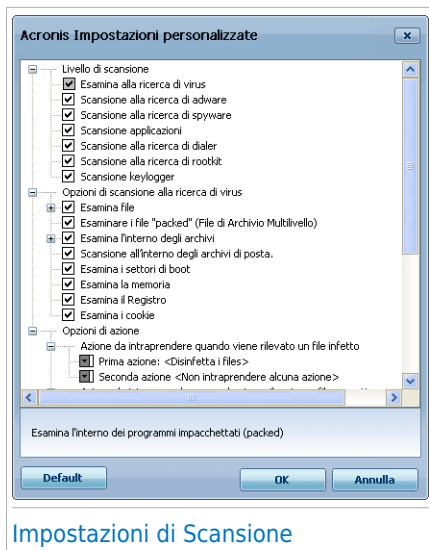 Acronis Impostazioni personalizzate
Livello di scansione
Esamina alla ricerca di virus
Scansione alla ricerca di adware
Scansione alla ricerca di spyware
Scansione applicazioni
Scansione alla ricerca di dialer
Scansione alla ricerca di rootkit
Scansione keylogger
Opzioni di scansione alla ricerca di virus
Esamina file
Esaminare i file "packed" (File di Archivio Multilivello)
Esamina l'interno degli archivi
Scansione all'interno degli archivi di posta.
Esamina i settori di boot
Esamina la memoria
Esamina il Registro
Esamina i cookie
Opzioni di azione
Azione da intraprendere quando viene rilevato un file infetto
Prima azione: <Disinfetta i files>
Seconda azione <Non intraprendere alcuna azione>
Esamina l'interno dei programmi impacchettati (packed)
Default
OK
Annulla
Impostazioni di Scansione